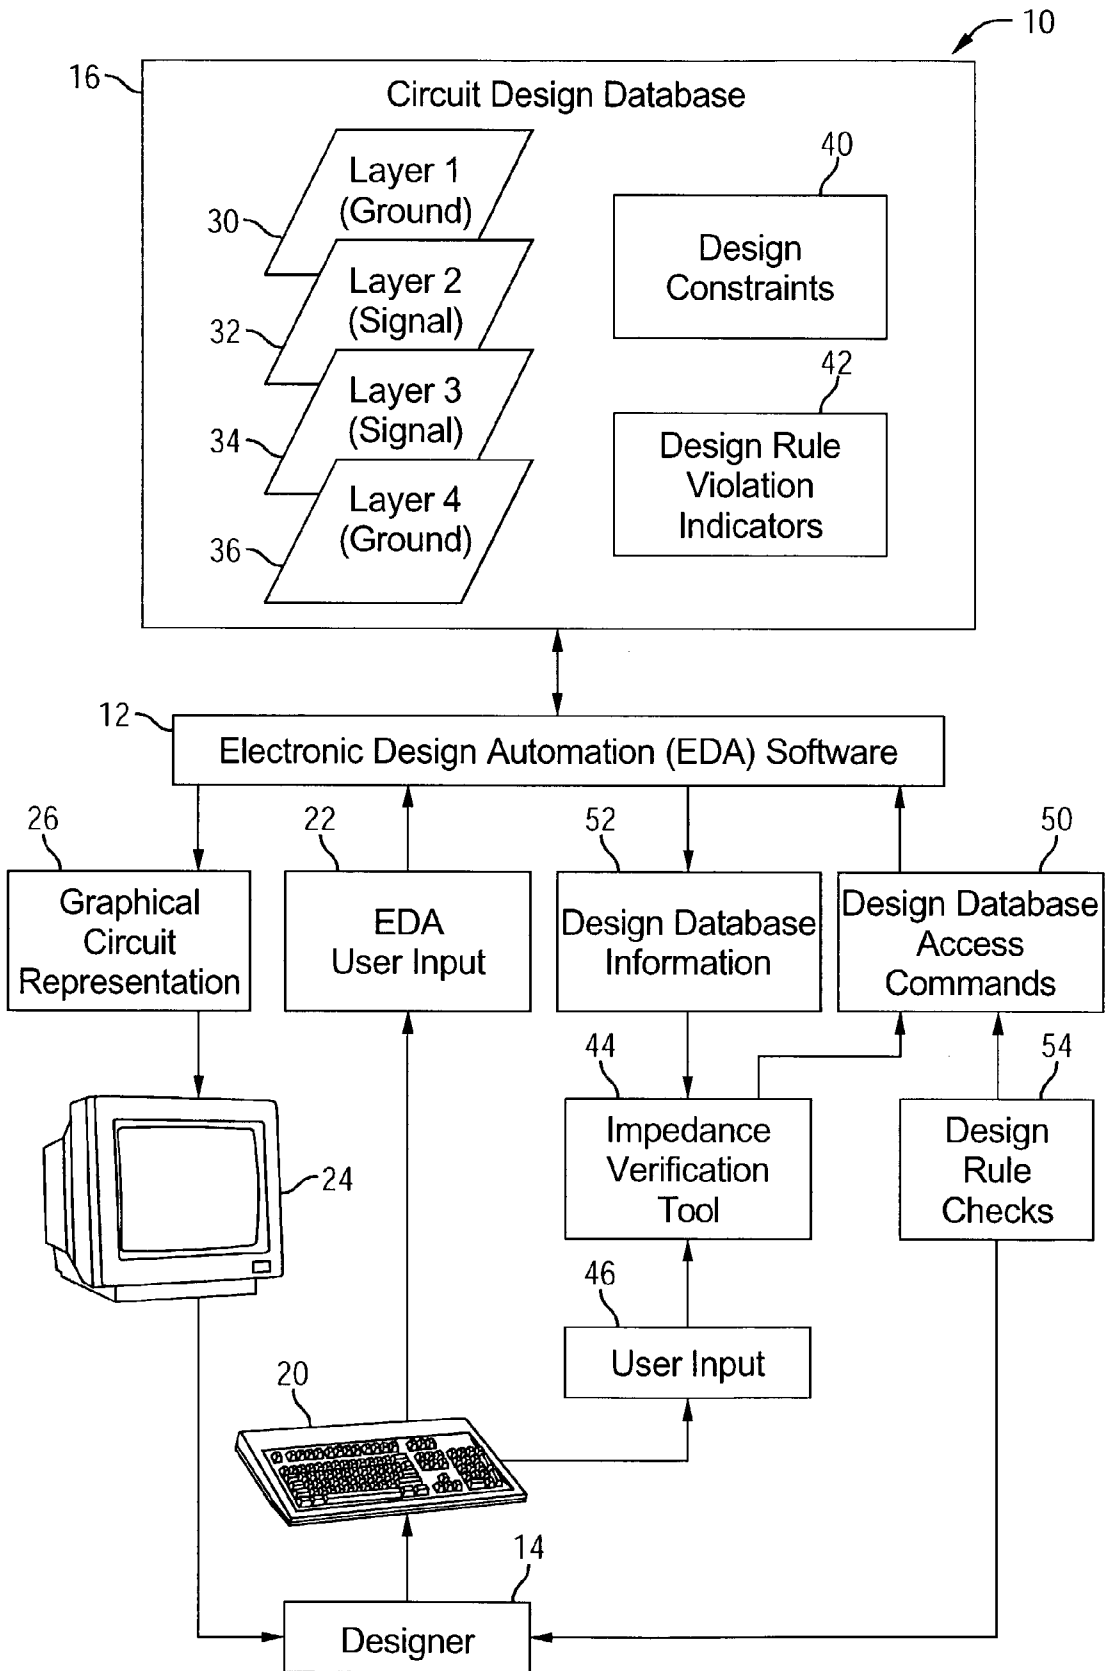 10
16
Circuit Design Database
Layer 1
(Ground)
30
Layer 2
(Signal)
32
Layer 3
(Signal)
34
Layer 4
(Ground)
36
40
Design
Constraints
42
Design Rule
Violation
Indicators
12
Electronic Design Automation (EDA) Software
26
Graphical
Circuit
Representation
22
EDA
User Input
52
Design Database
Information
50
Design Database
Access
Commands
24
44
Impedance
Verification
Tool
54
Design
Rule
Checks
46
User Input
20
14
Designer